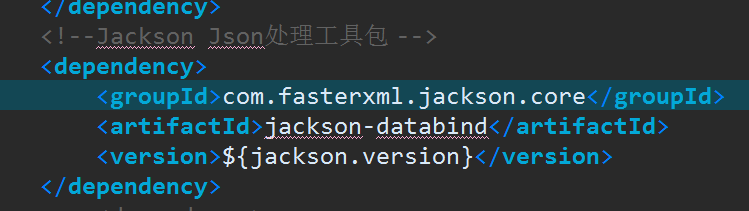 </dependency>
<!--Jackson Json处理工具包 -->
<dependency>
<groupId>com.fasterxml.jackson.core</groupId>
<artifactId>jackson-databind</artifactId>
<version>${jackson.version}</version>
</dependency>